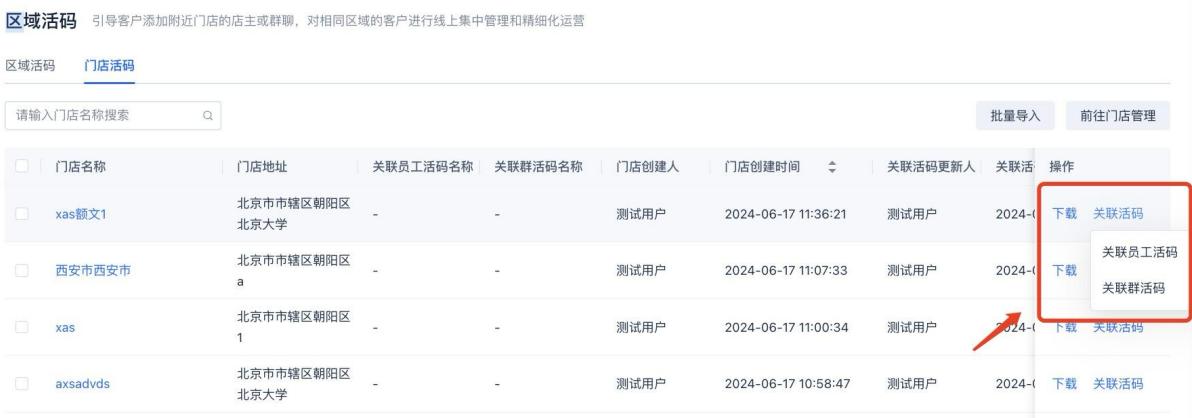 区域活码 引导客户添加附近门店的店主或群聊，对相同区域的客户进行线上集中管理和精细化运营
区域活码 门店活码
请输入门店名称搜索 批量导入 前往门店管理
门店名称 门店地址 关联员工活码名称 关联群活码名称 门店创建人 门店创建时间 关联活码更新人 关联活 操作
xas额文1 北京市市辖区朝阳区 - - 测试用户 2024-06-17 11:36:21 测试用户 2024-0 下载 关联活码
北京大学
关联员工活码
西安市西安市 北京市市辖区朝阳区 - - 测试用户 2024-06-17 11:07:33 测试用户 2024-0 下载
a
关联群活码
xas 北京市市辖区朝阳区 - - 测试用户 2024-06-17 11:00:34 测试用户 2024-0 下载 关联活码
1
axsadvds 北京市市辖区朝阳区 - - 测试用户 2024-06-17 10:58:47 测试用户 2024-0 下载 关联活码
北京大学